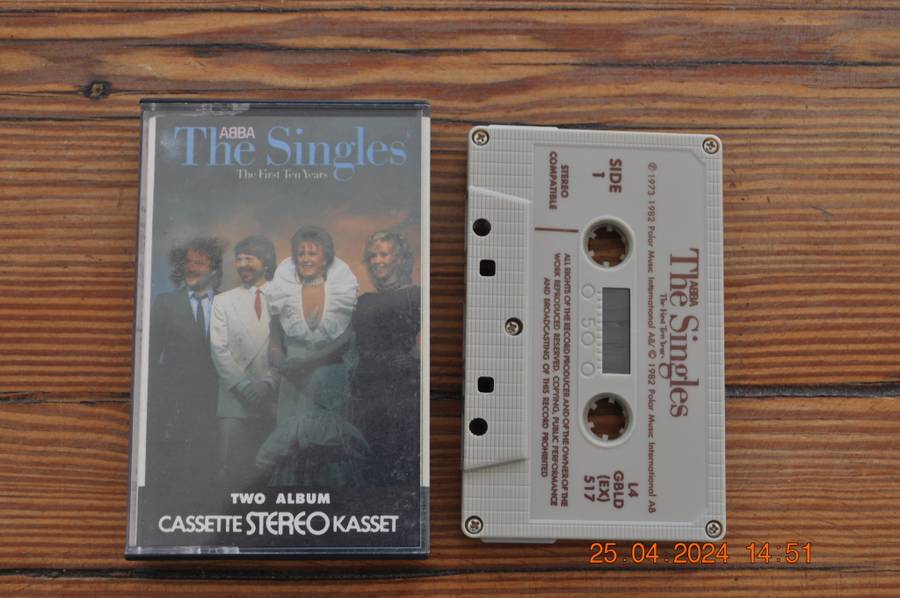 ABBA
The Singles
The First Ten Years
TWO ALBUM
CASSETTE STEREO KASSET
ABBA
The Singles
The First Ten Years
℗ 1973-1982 Polar Music International AB/© 1982 Polar Music International AB
SIDE
1
L4
GBLD
(EX)
517
STEREO
COMPATIBLE
ALL RIGHTS OF THE RECORD PRODUCER AND OF THE OWNER OF THE
WORK REPRODUCED RESERVED. COPYING, PUBLIC PERFORMANCE
AND BROADCASTING OF THIS RECORD PROHIBITED
50
25.04.2024 14:51